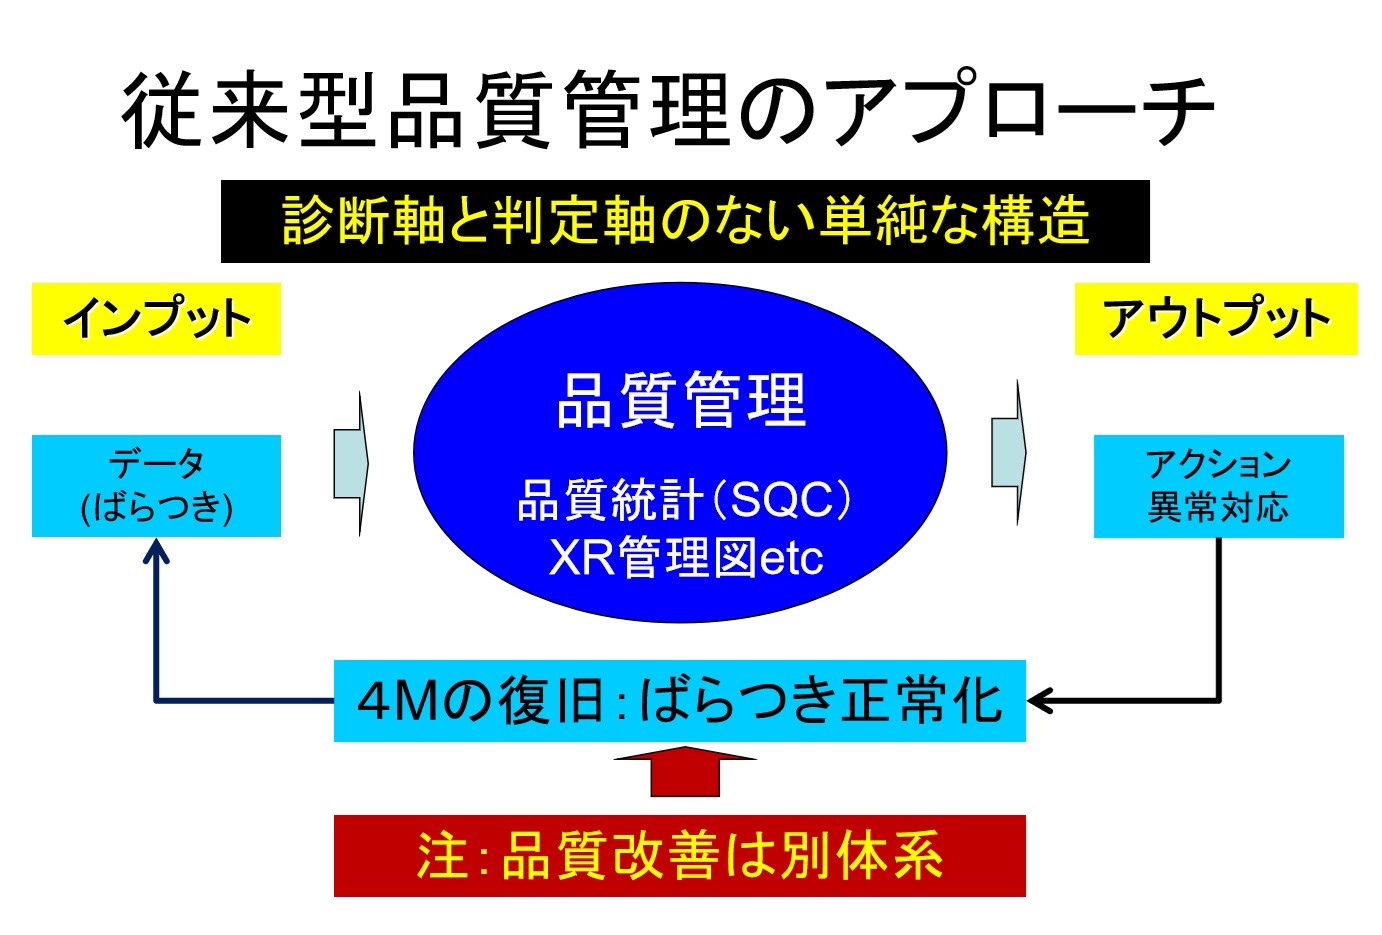 従来型品質管理のアプローチ
診断軸と判定軸のない単純な構造
インプット
アウトプット
品質管理
データ
(ばらつき)
アクション
異常対応
品質統計(SQC)
XR管理図etc
4Mの復旧:ばらつき正常化
注:品質改善は別体系